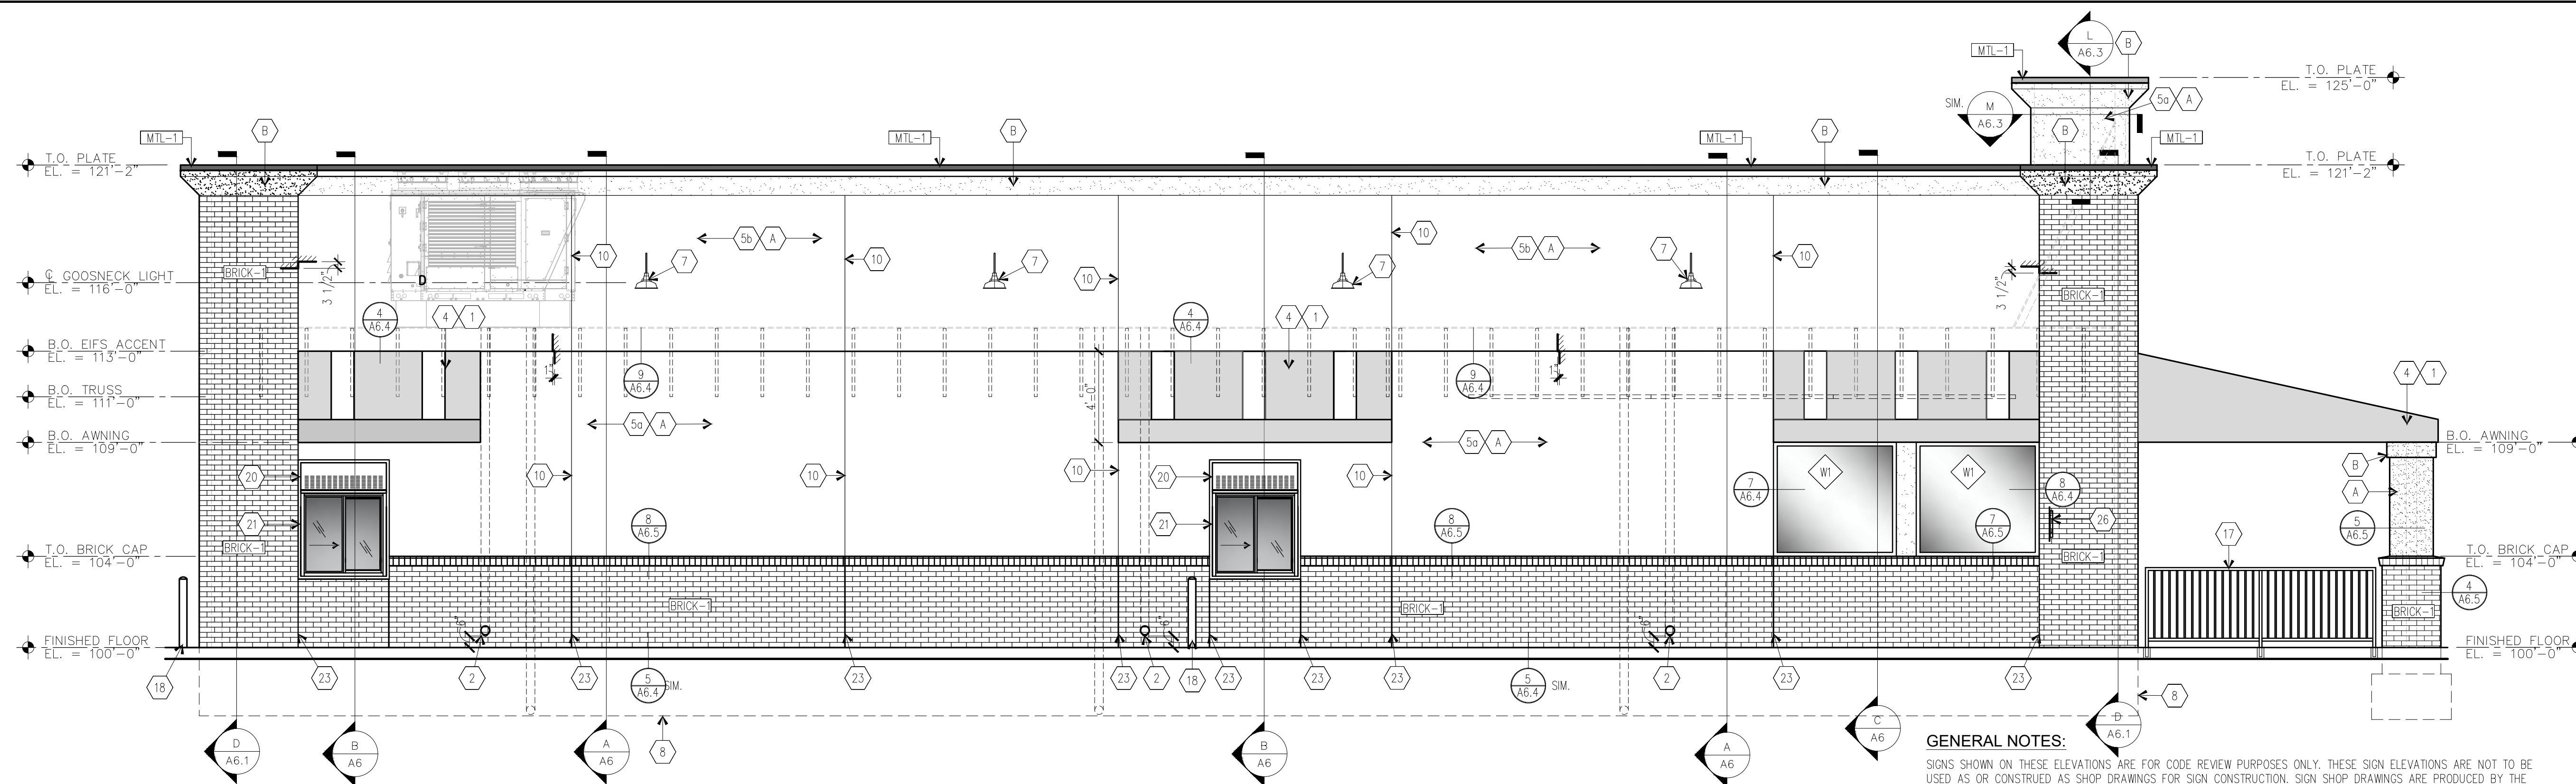 L
A6.3
B
MTL-1
T.O. PLATE
EL. = 125'-0"
5a A
SIM.
M
A6.3
B
MTL-1
B
MTL-1
B
MTL-1
B
MTL-1
T.O. PLATE
EL. = 121'-2"
T.O. PLATE
EL. = 121'-2"
5b A
10
10
10
10
5b A
10
7
7
7
7
BRICK-1
3 1/2"
D
3 1/2"
BRICK-1
℄ GOOSNECK LIGHT
EL. = 116'-0"
4
A6.4
4 1
4
A6.4
4 1
B.O. EIFS ACCENT
EL. = 113'-0"
1"
9
A6.4
9
A6.4
1"
4 1
B.O. TRUSS
EL. = 111'-0"
4'-0"
5a A
5a A
B.O. AWNING
EL. = 109'-0"
B.O. AWNING
EL. = 109'-0"
20
10
10
10
20
10
W1
W1
B
A
7
A6.4
8
A6.4
21
8
A6.5
21
8
A6.5
7
A6.5
26
5
A6.5
17
BRICK-1
BRICK-1
T.O. BRICK CAP
EL. = 104'-0"
T.O. BRICK CAP
EL. = 104'-0"
4
A6.5
BRICK-1
BRICK-1
BRICK-1
FINISHED FLOOR
EL. = 100'-0"
FINISHED FLOOR
EL. = 100'-0"
18
23
2
23
5
A6.4
SIM.
23
23
2
18
23
23
23
5
A6.4
SIM.
2
23
23
8
8
D
A6.1
B
A6
A
A6
B
A6
A
A6
C
A6
D
A6.1
GENERAL NOTES:
SIGNS SHOWN ON THESE ELEVATIONS ARE FOR CODE REVIEW PURPOSES ONLY. THESE SIGN ELEVATIONS ARE NOT TO BE
USED AS OR CONSTRUED AS SHOP DRAWINGS FOR SIGN CONSTRUCTION. SIGN SHOP DRAWINGS ARE PRODUCED BY THE